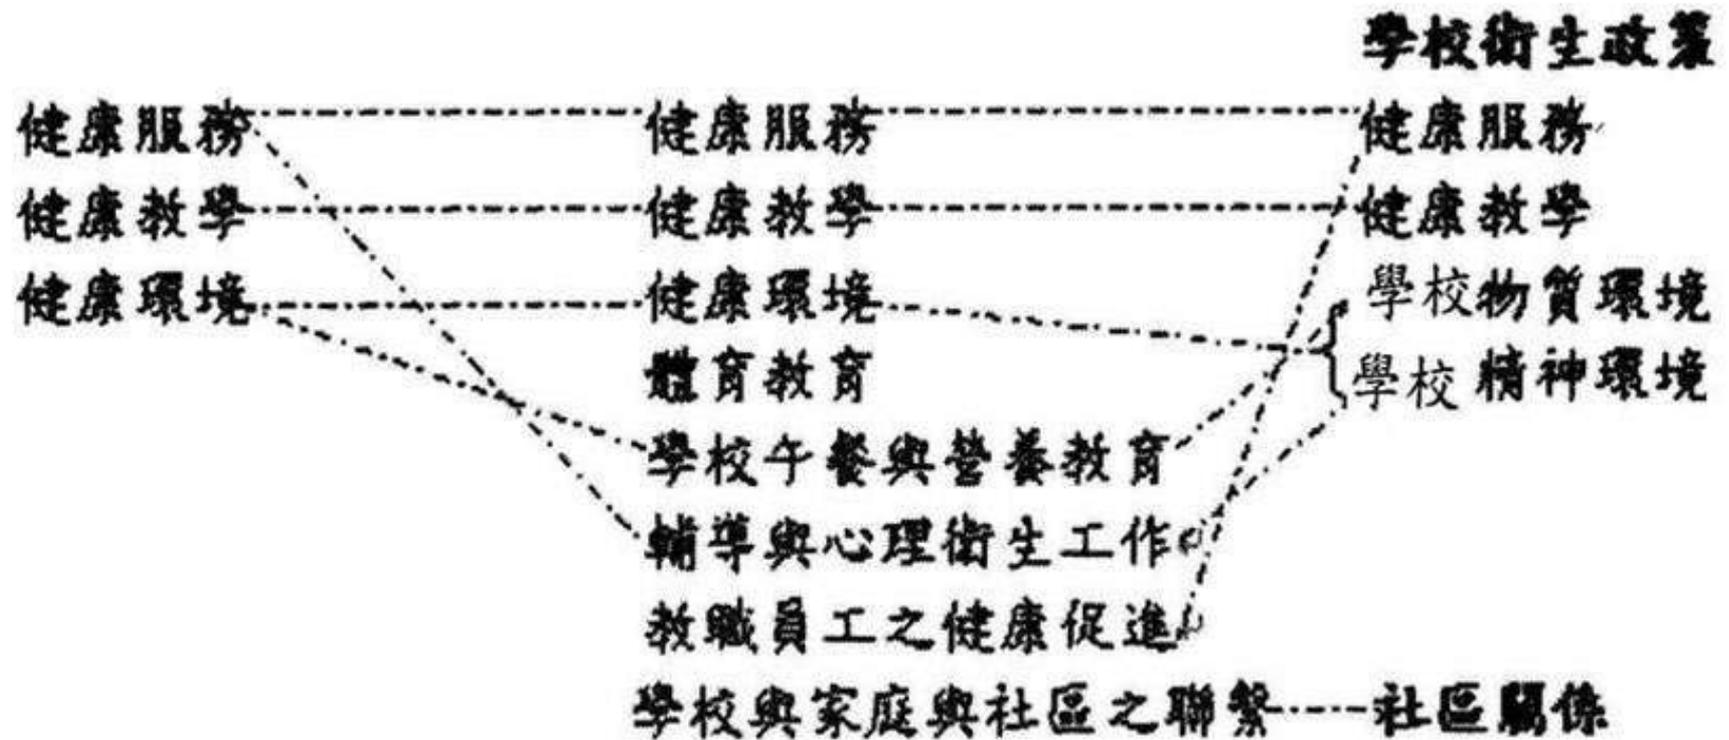 學校衛生政策
健康服務 健康服務 健康服務
健康教學 健康教學 健康教學
健康環境 健康環境 學校物質環境
體育教育 學校精神環境
學校午餐與營養教育
輔導與心理衛生工作
教職員工之健康促進
學校與家庭與社區之聯繫 社區關係